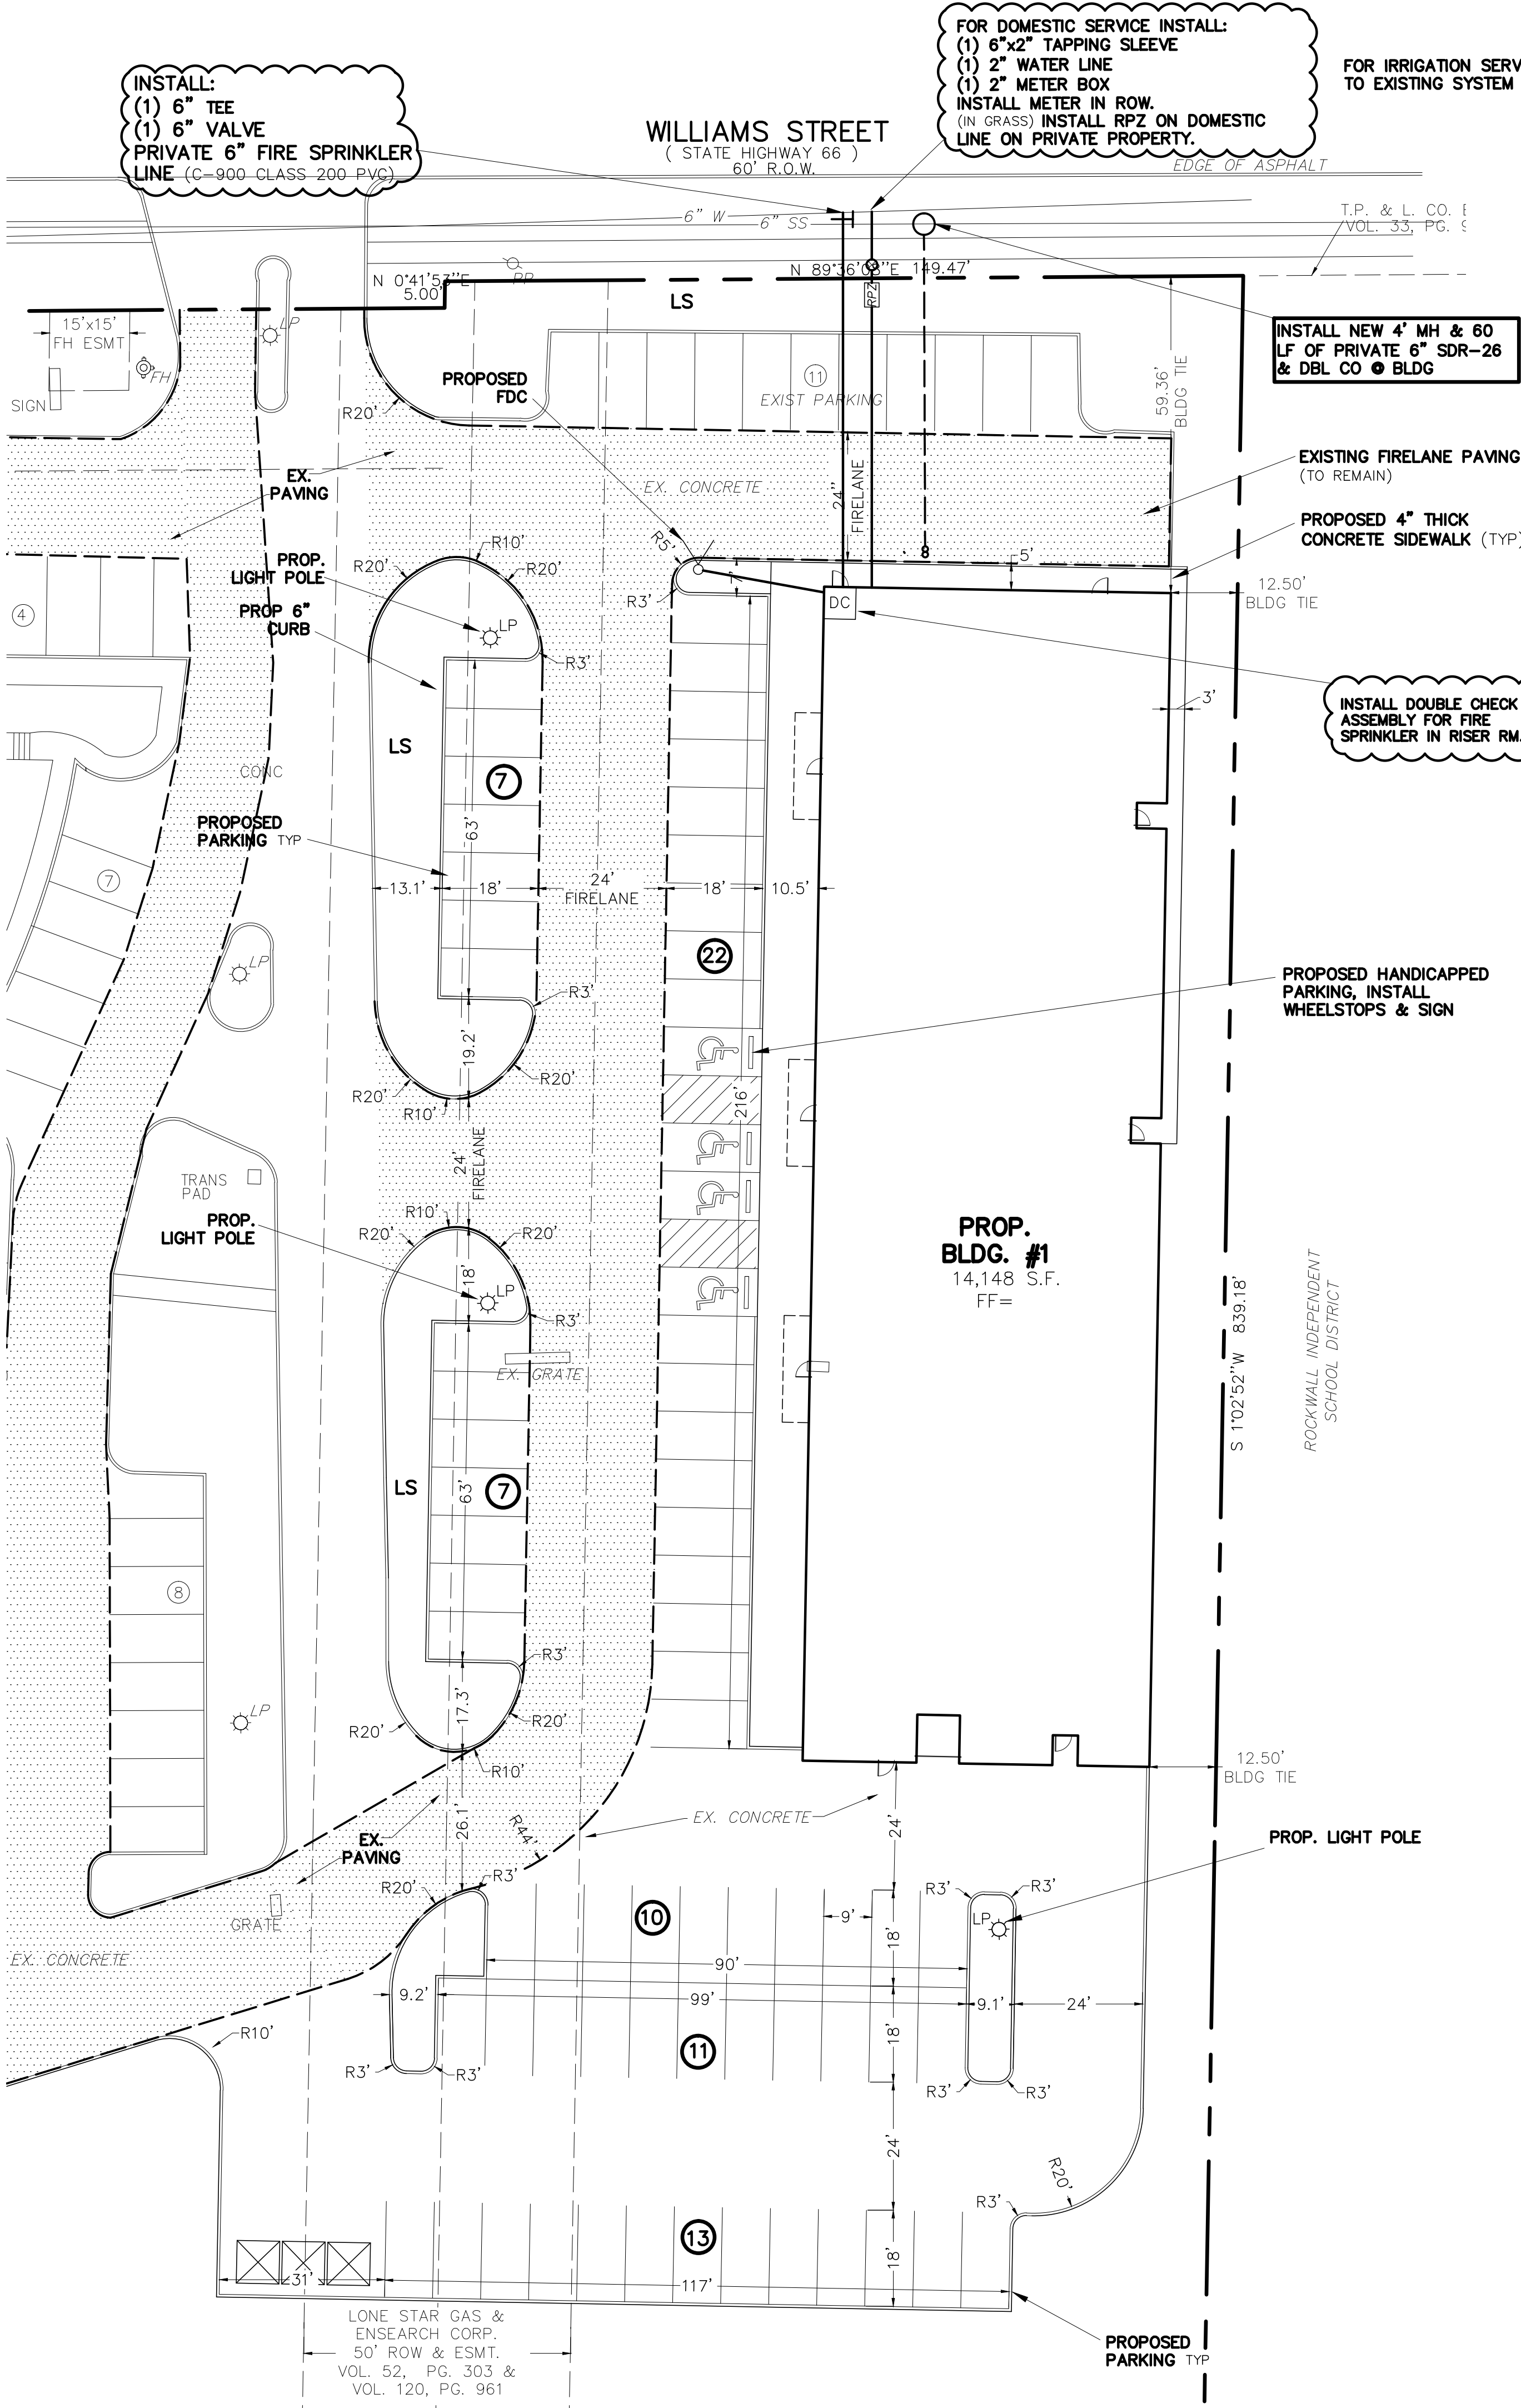 FOR DOMESTIC SERVICE INSTALL:
(1) 6"x2" TAPPING SLEEVE
(1) 2" WATER LINE
(1) 2" METER BOX
INSTALL METER IN ROW.
(IN GRASS) INSTALL RPZ ON DOMESTIC
LINE ON PRIVATE PROPERTY.
FOR IRRIGATION SERV
TO EXISTING SYSTEM
INSTALL:
(1) 6" TEE
(1) 6" VALVE
PRIVATE 6" FIRE SPRINKLER
LINE (C-900 CLASS 200 PVC)
WILLIAMS STREET
( STATE HIGHWAY 66 )
60' R.O.W.
EDGE OF ASPHALT
6" W
6" SS
T.P. & L. CO.
VOL. 33, PG.
PP
N 0°41'53"E
5.00'
N 89°36'08"E 149.47'
LS
RPZ
15'x15'
FH ESMT
LP
FH
SIGN
R20'
PROPOSED
FDC
11
EXIST PARKING
59.36'
BLDG TIE
INSTALL NEW 4' MH & 60
LF OF PRIVATE 6" SDR-26
& DBL CO @ BLDG
EXISTING FIRELANE PAVING
(TO REMAIN)
EX.
PAVING
EX. CONCRETE
24"
FIRELANE
PROPOSED 4" THICK
CONCRETE SIDEWALK (TYP)
R5'
8
5'
7'
R10'
R20'
R20'
PROP.
LIGHT POLE
R3'
DC
12.50'
BLDG TIE
4
PROP 6"
CURB
LP
R3'
INSTALL DOUBLE CHECK
ASSEMBLY FOR FIRE
SPRINKLER IN RISER RM.
3'
LS
CONC
7
63'
PROPOSED
PARKING TYP
7
13.1'
18'
24'
FIRELANE
18'
10.5'
22
LP
R3'
PROPOSED HANDICAPPED
PARKING, INSTALL
WHEELSTOPS & SIGN
19.2'
R20'
R20'
R10'
216'
24'
FIRELANE
TRANS
PAD
PROP.
LIGHT POLE
R10'
R20'
R20'
18'
LP
R3'
PROP.
BLDG. #1
14,148 S.F.
FF=
S 1°02'52"W 839.18'
ROCKWALL INDEPENDENT
SCHOOL DISTRICT
EX. GRATE
LS
63'
7
8
R3'
17.3'
R20'
R20'
R10'
LP
12.50'
BLDG TIE
EX. CONCRETE
24'
26.1'
R44'
EX.
PAVING
PROP. LIGHT POLE
R20'
R3'
R3'
R3'
GRATE
10
9'
18'
LP
EX. CONCRETE
90'
9.2'
99'
9.1'
24'
R10'
11
18'
R3'
R3'
R3'
R3'
24'
R20'
R3'
13
18'
31'
117'
LONE STAR GAS &
ENSEARCH CORP.
50' ROW & ESMT.
VOL. 52, PG. 303 &
VOL. 120, PG. 961
PROPOSED
PARKING TYP